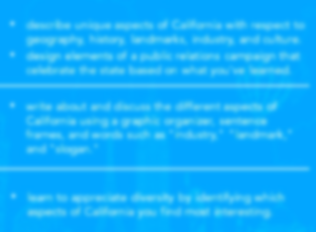 • describe unique aspects of California with respect to
geography, history, landmarks, industry, and culture.
• design elements of a public relations campaign that
celebrate the state based on what you've learned.
• write about and discuss the different aspects of
California using a graphic organizer, sentence
frames, and words such as "industry," "landmark,"
and "slogan."
• learn to appreciate diversity by identifying which
aspects of California you find most interesting.